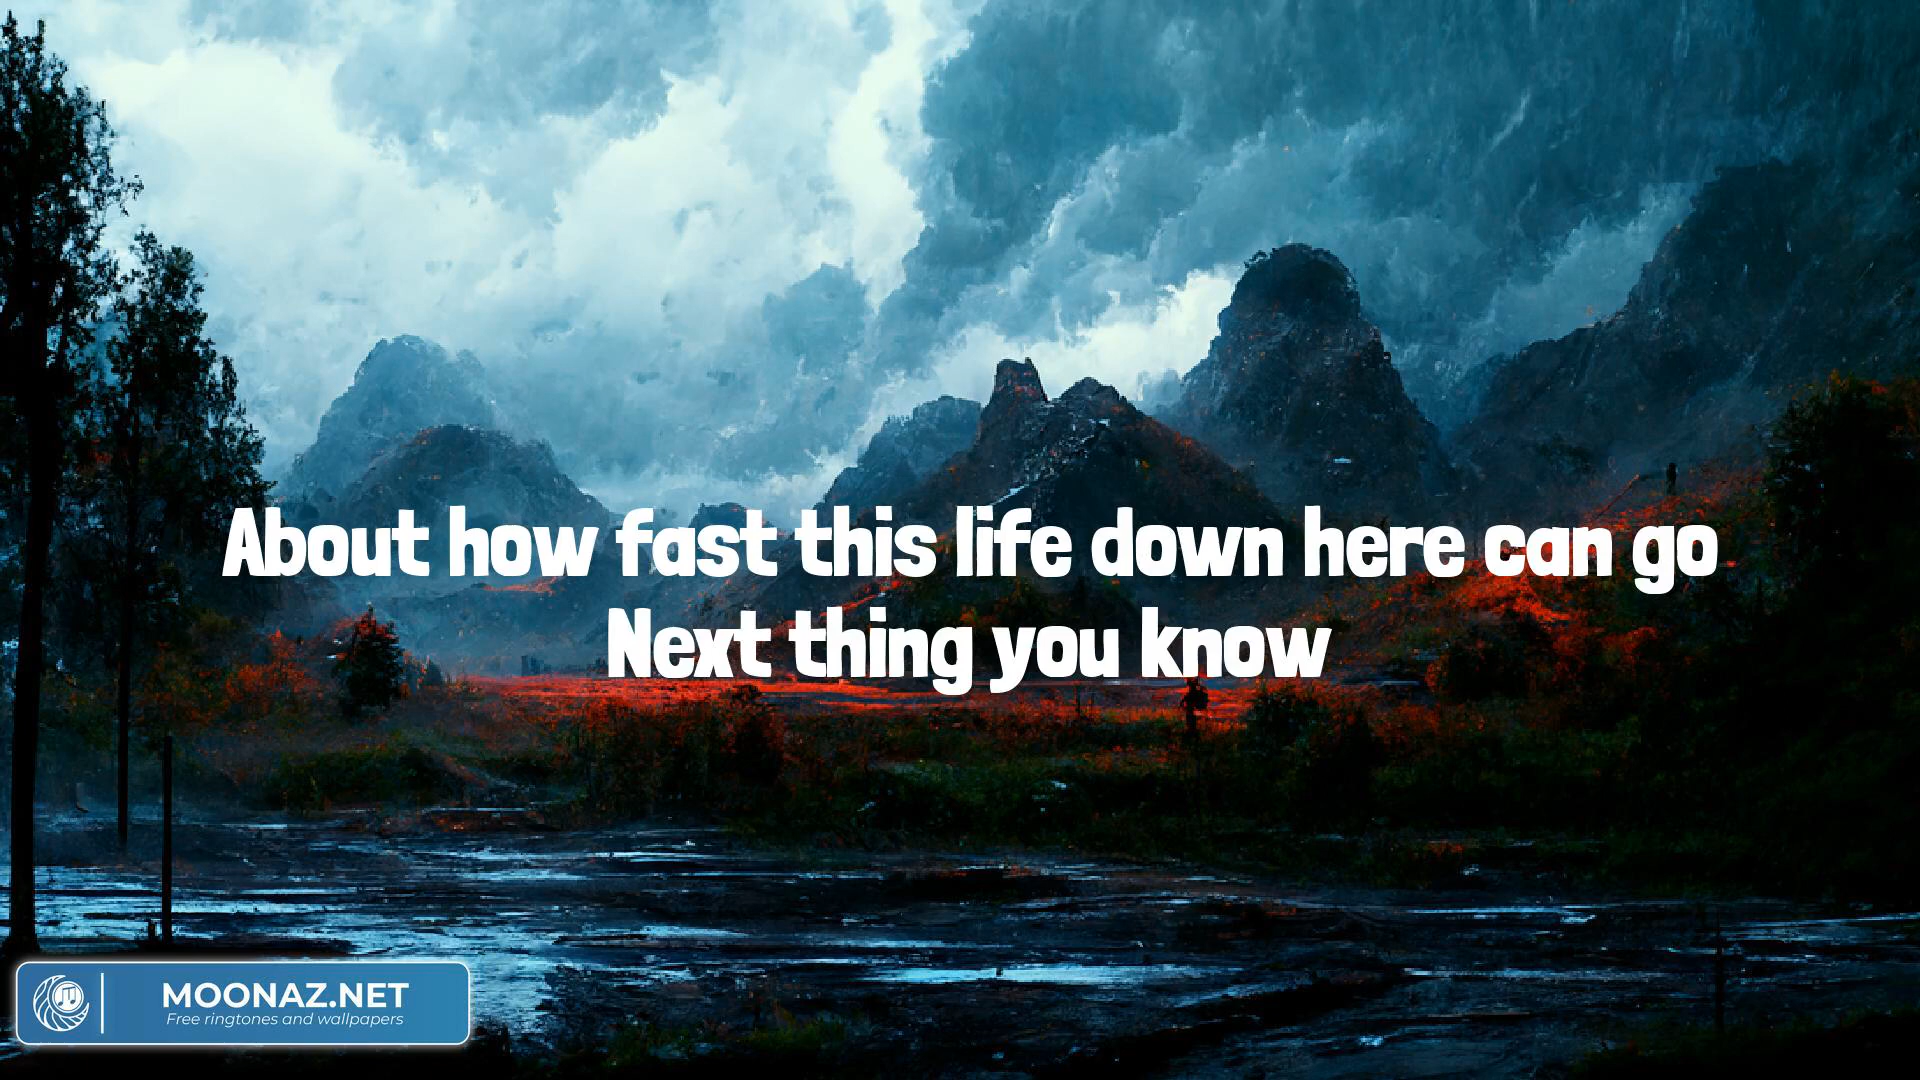 About how fast this life down here can go
Next thing you know
MOONAZ.NET
Free ringtones and wallpapers